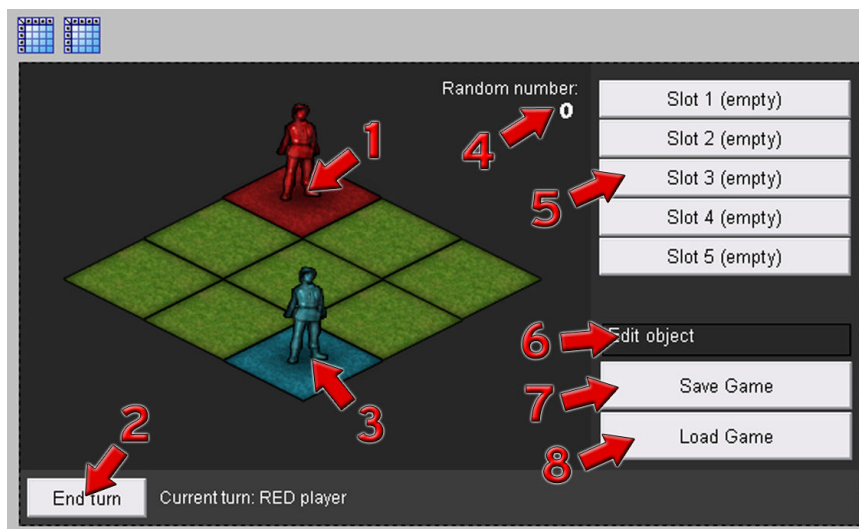 Random number:
0
1
4
Slot 1 (empty)
Slot 2 (empty)
Slot 3 (empty)
Slot 4 (empty)
Slot 5 (empty)
5
6
Edit object
7
Save Game
8
Load Game
3
2
End turn
Current turn: RED player